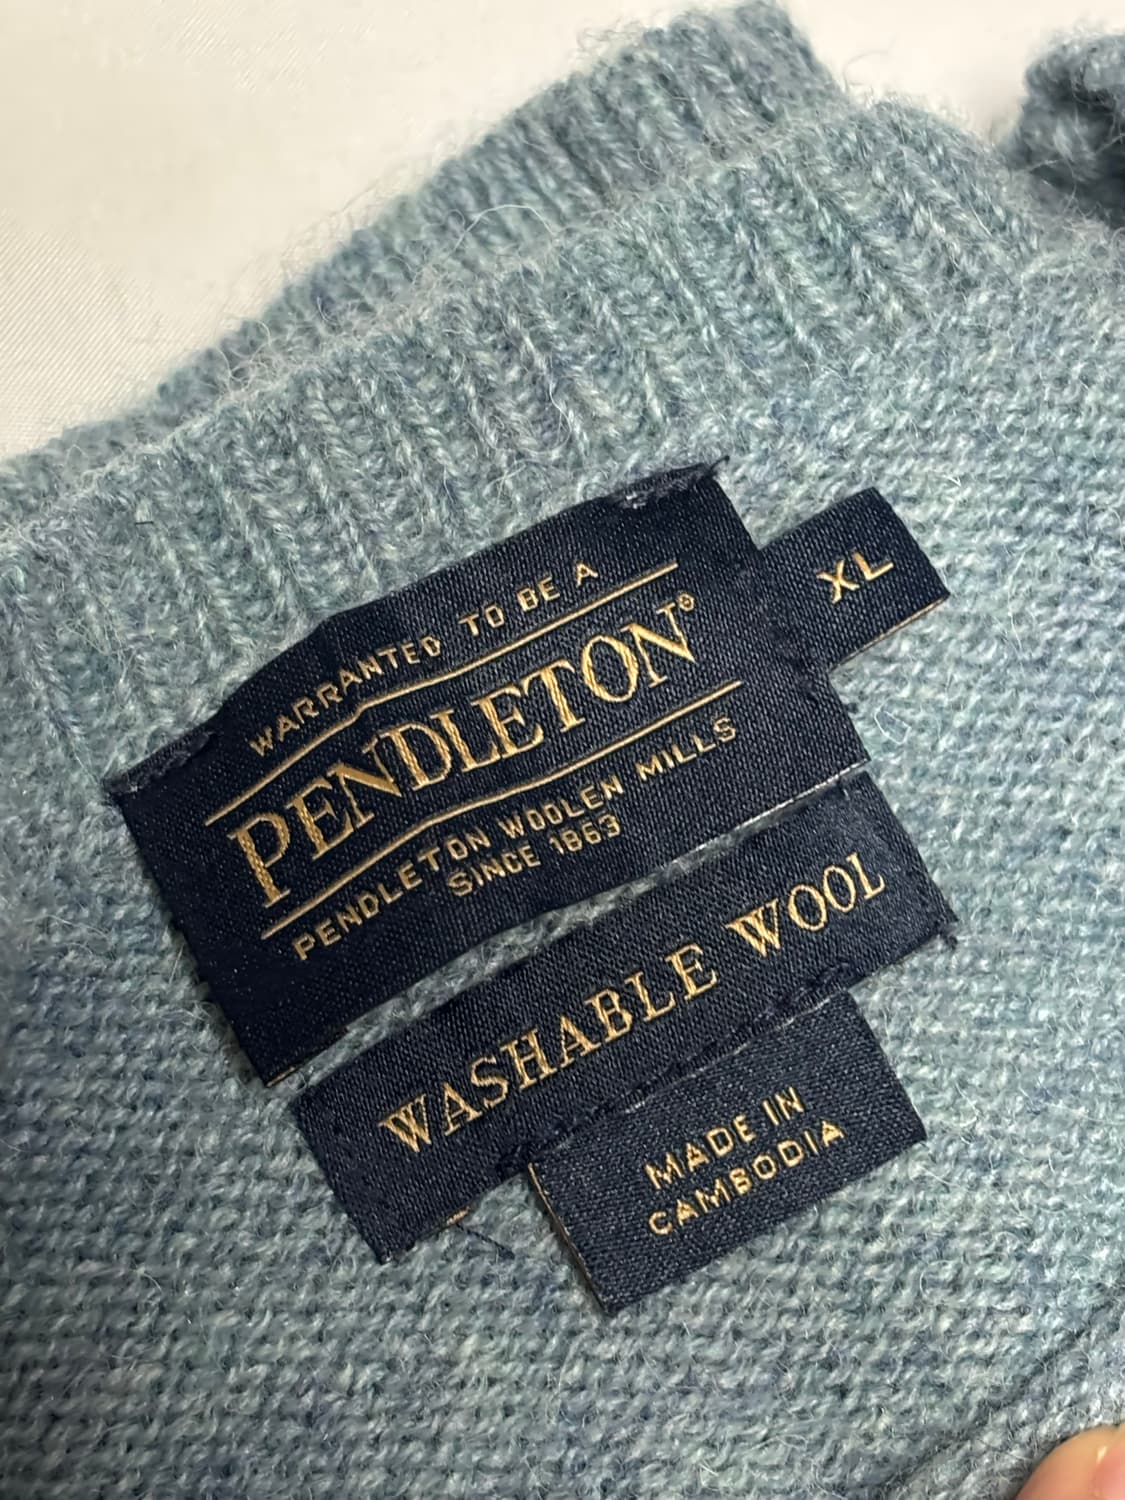 WARRANTED TO BE A
PENDLETON®
PENDLETON WOOLEN MILLS
SINCE 1863
XL
WASHABLE WOOL
MADE IN
CAMBODIA